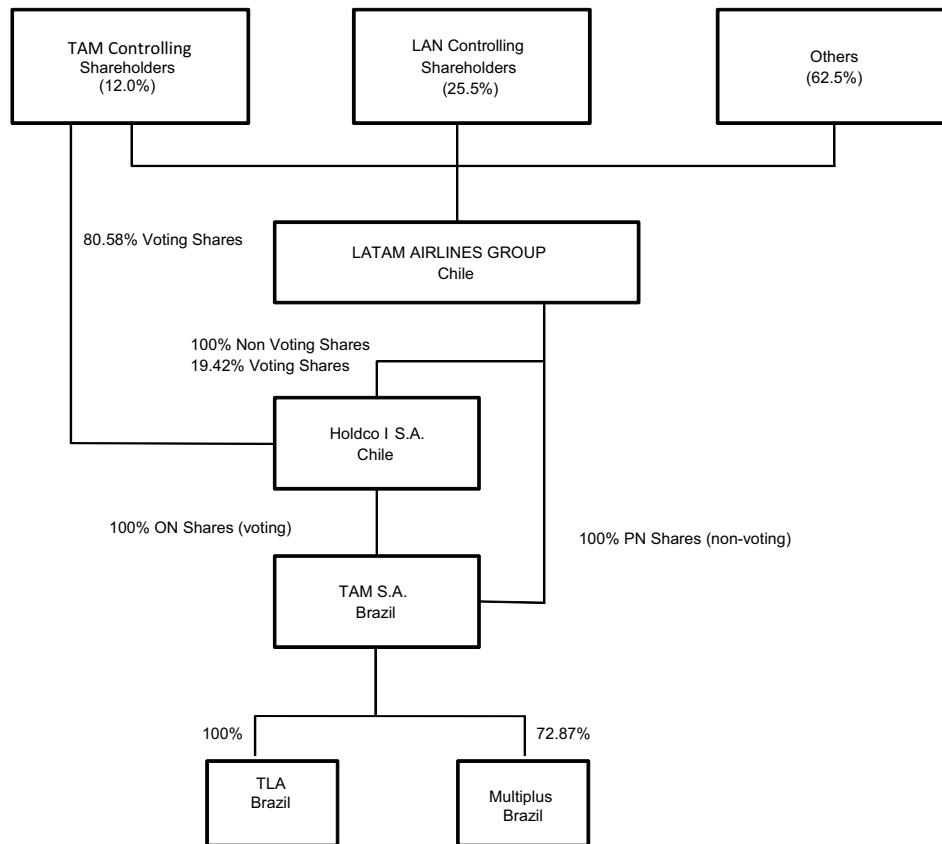 TAM Controlling
Shareholders
(12.0%)
LAN Controlling
Shareholders
(25.5%)
Others
(62.5%)
80.58% Voting Shares
LATAM AIRLINES GROUP
Chile
100% Non Voting Shares
19.42% Voting Shares
Holdco I S.A.
Chile
100% ON Shares (voting)
100% PN Shares (non-voting)
TAM S.A.
Brazil
100%
72.87%
TLA
Brazil
Multiplus
Brazil